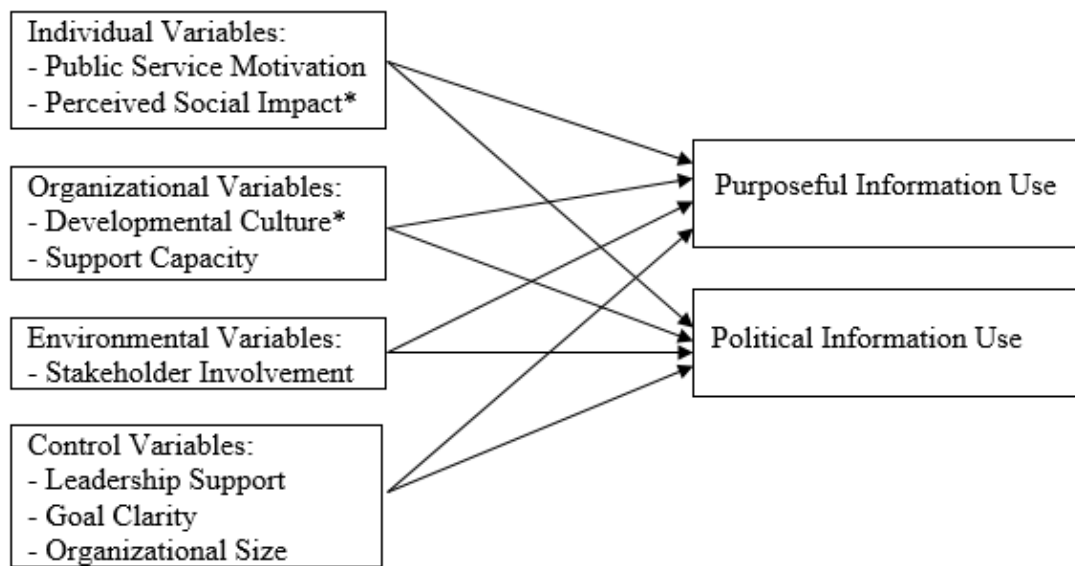 Individual Variables:
- Public Service Motivation
- Perceived Social Impact*
Organizational Variables:
- Developmental Culture*
- Support Capacity
Environmental Variables:
- Stakeholder Involvement
Control Variables:
- Leadership Support
- Goal Clarity
- Organizational Size
Purposeful Information Use
Political Information Use